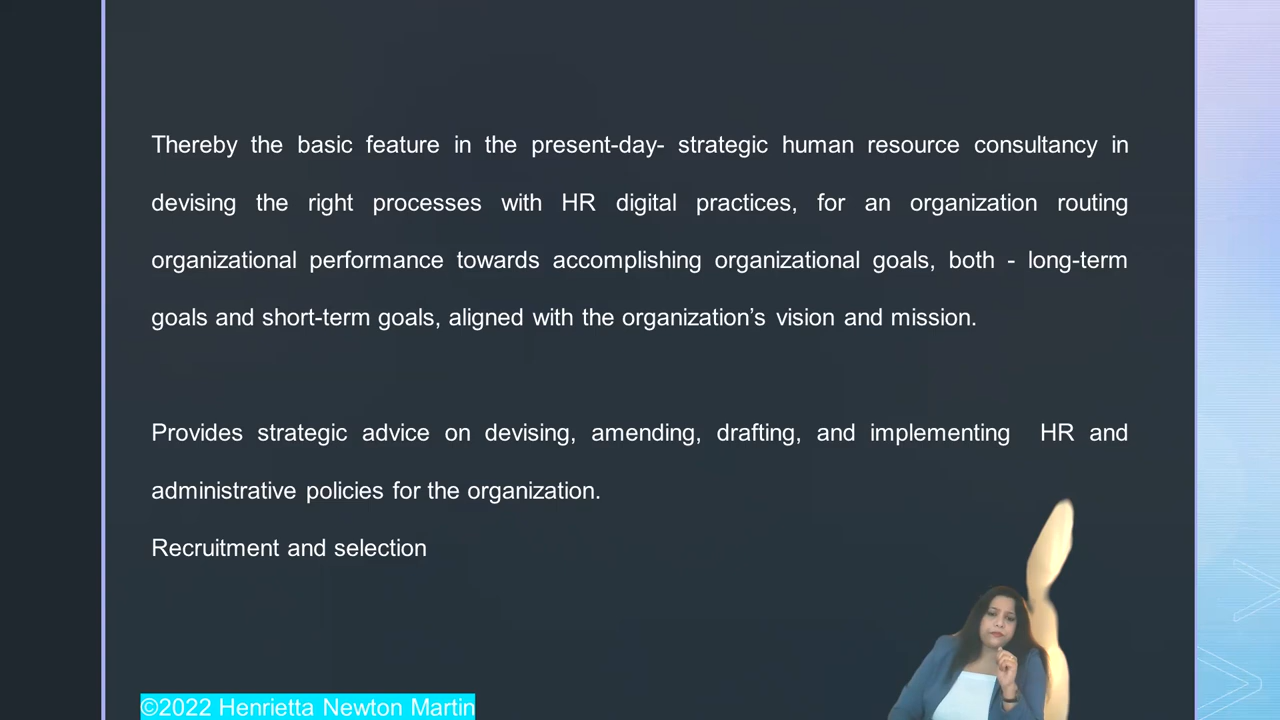 Thereby the basic feature in the present-day- strategic human resource consultancy in
devising the right processes with HR digital practices, for an organization routing
organizational performance towards accomplishing organizational goals, both - long-term
goals and short-term goals, aligned with the organization’s vision and mission.
Provides strategic advice on devising, amending, drafting, and implementing HR and
administrative policies for the organization.
Recruitment and selection
©2022 Henrietta Newton Martin